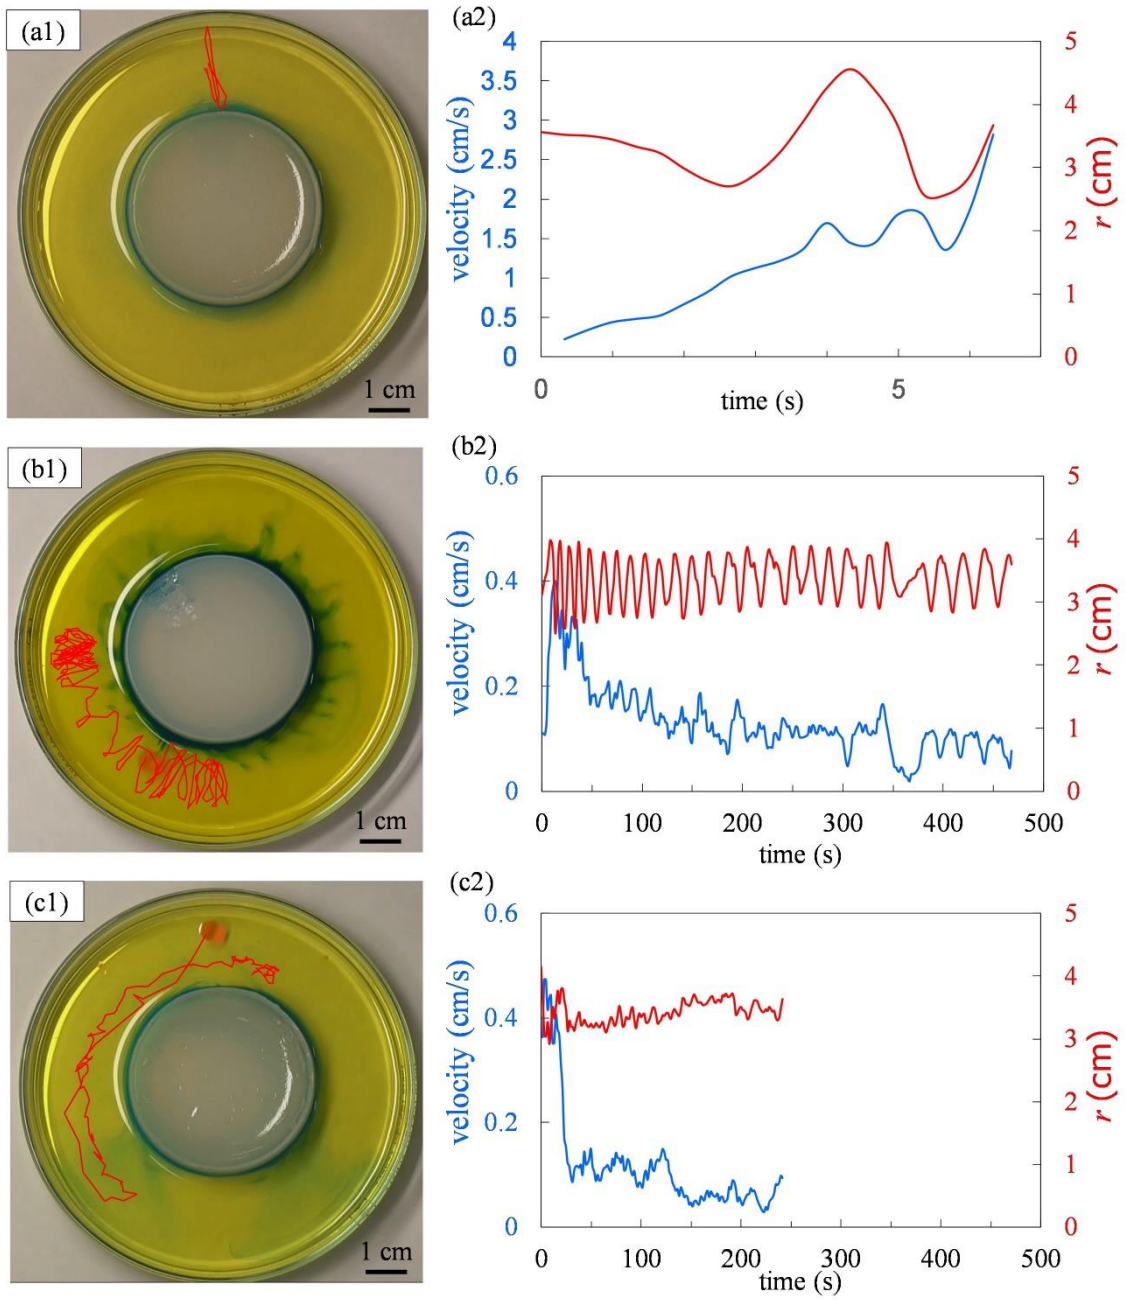 (a1)
1 cm
(a2)
velocity (cm/s)
4
3.5
3
2.5
2
1.5
1
0.5
0
0
5
time (s)
5
4
3
2
1
0
r (cm)
(b1)
1 cm
(b2)
velocity (cm/s)
0.6
0.4
0.2
0
0 100 200 300 400 500
time (s)
5
4
3
2
1
0
r (cm)
(c1)
1 cm
(c2)
velocity (cm/s)
0.6
0.4
0.2
0
0 100 200 300 400 500
time (s)
5
4
3
2
1
0
r (cm)